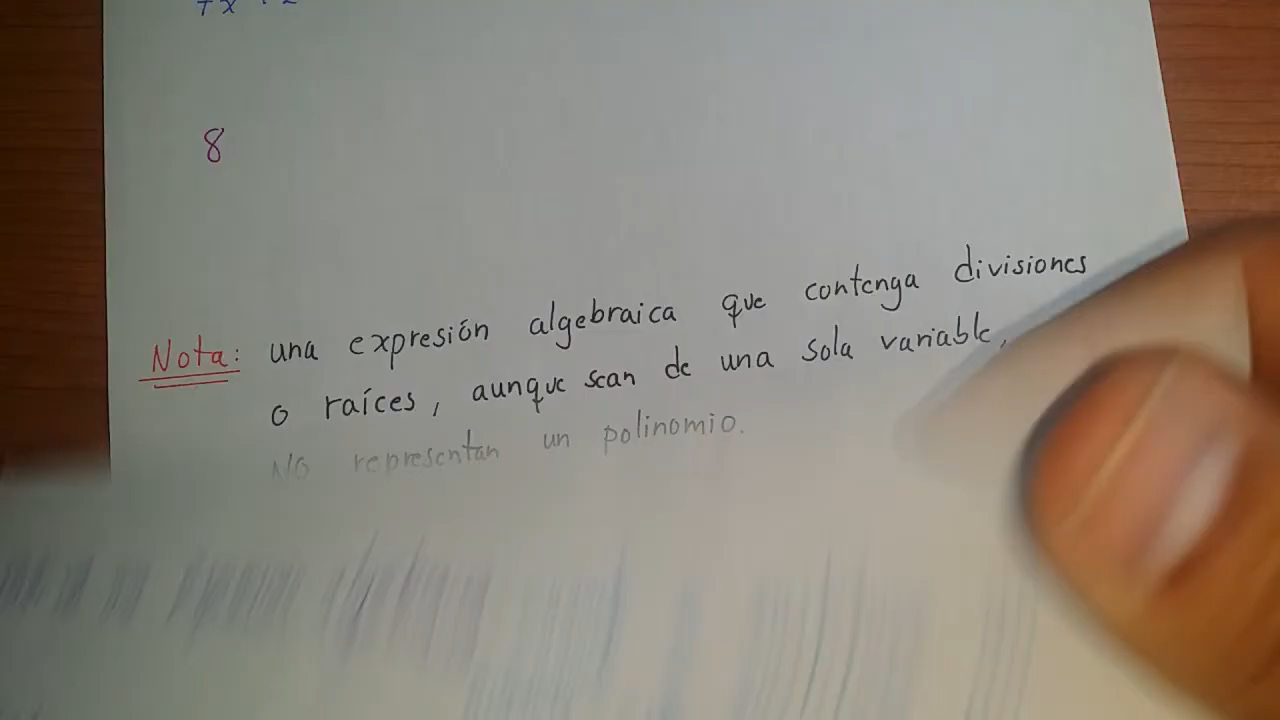 8
Nota: una expresión algebraica que contenga divisiones
o raíces, aunque sean de una sola variable,
NO representan un polinomio.